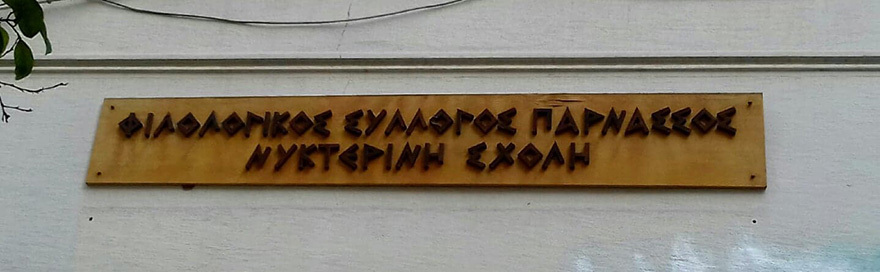 ΦΙΛΟΛΟΓΙΚΟΣ ΣΥΛΛΟΓΟΣ ΠΑΡΝΑΣΣΟΣ
ΝΥΚΤΕΡΙΝΗ ΣΧΟΛΗ